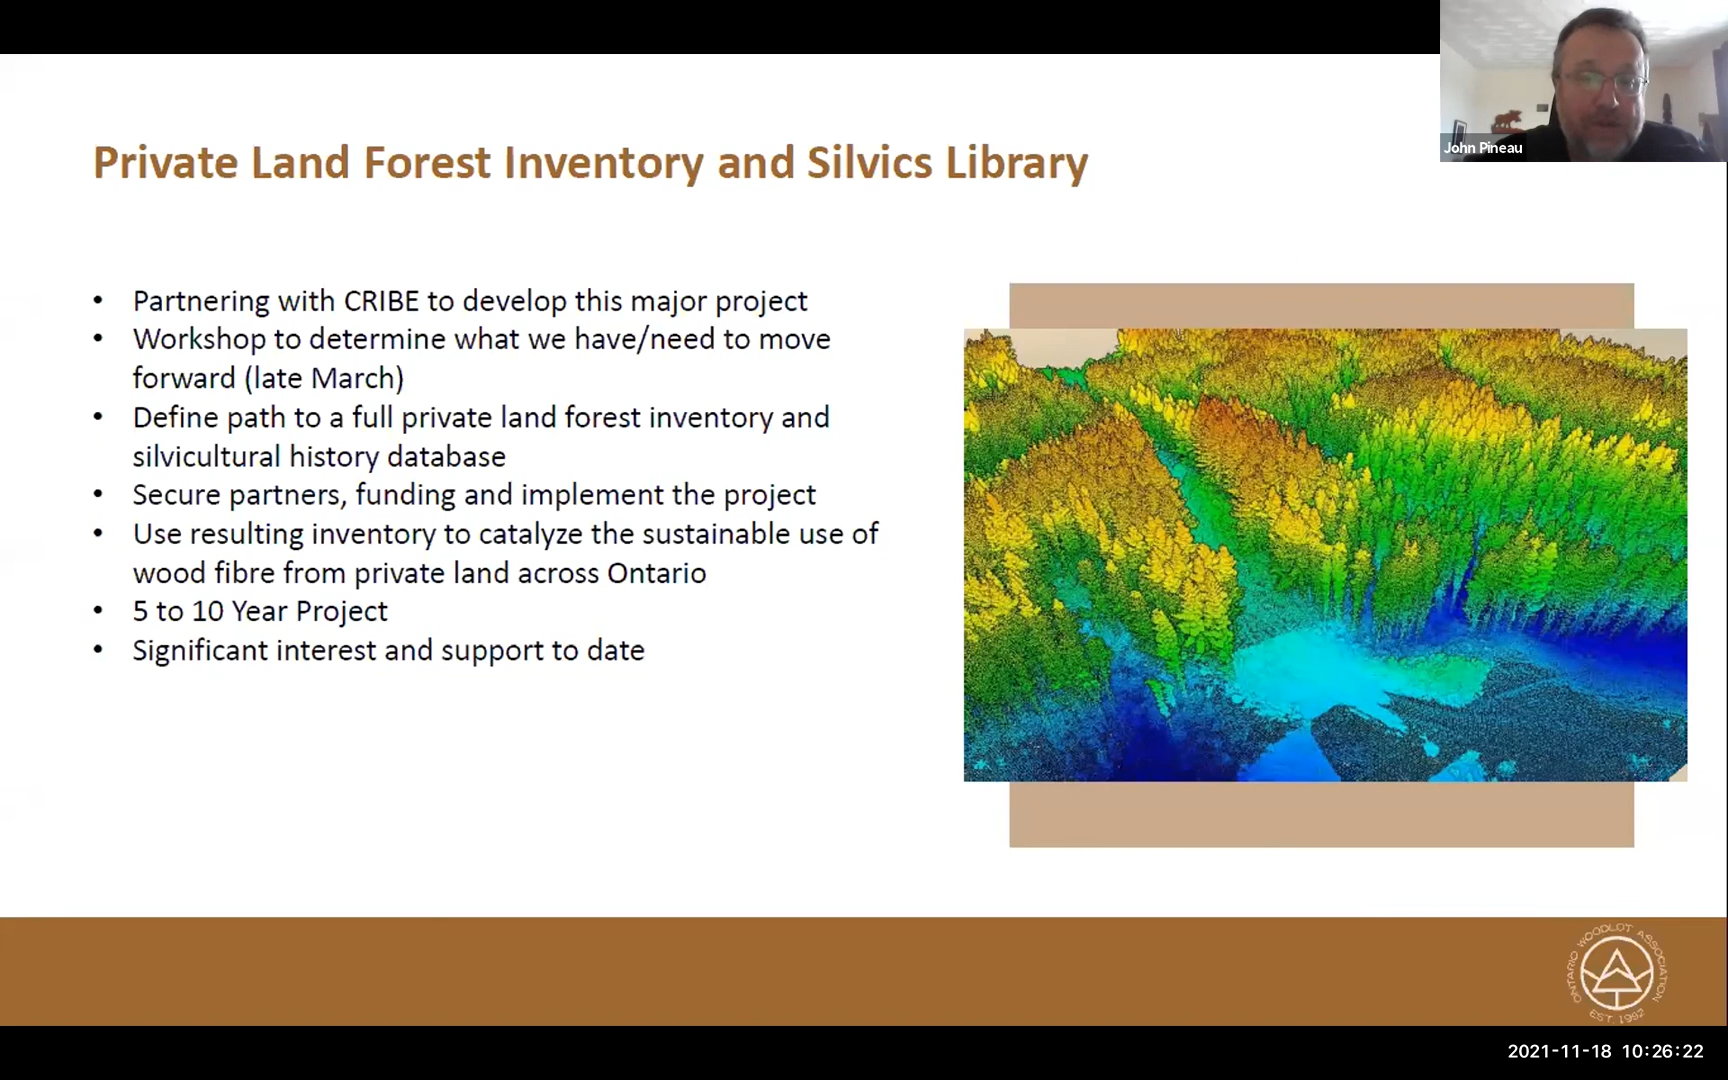 John Pineau
Private Land Forest Inventory and Silvics Library
• Partnering with CRIBE to develop this major project
• Workshop to determine what we have/need to move
forward (late March)
• Define path to a full private land forest inventory and
silvicultural history database
• Secure partners, funding and implement the project
• Use resulting inventory to catalyze the sustainable use of
wood fibre from private land across Ontario
• 5 to 10 Year Project
• Significant interest and support to date
ONTARIO WOODLOT ASSOCIATION
EST. 1992
2021-11-18 10:26:22